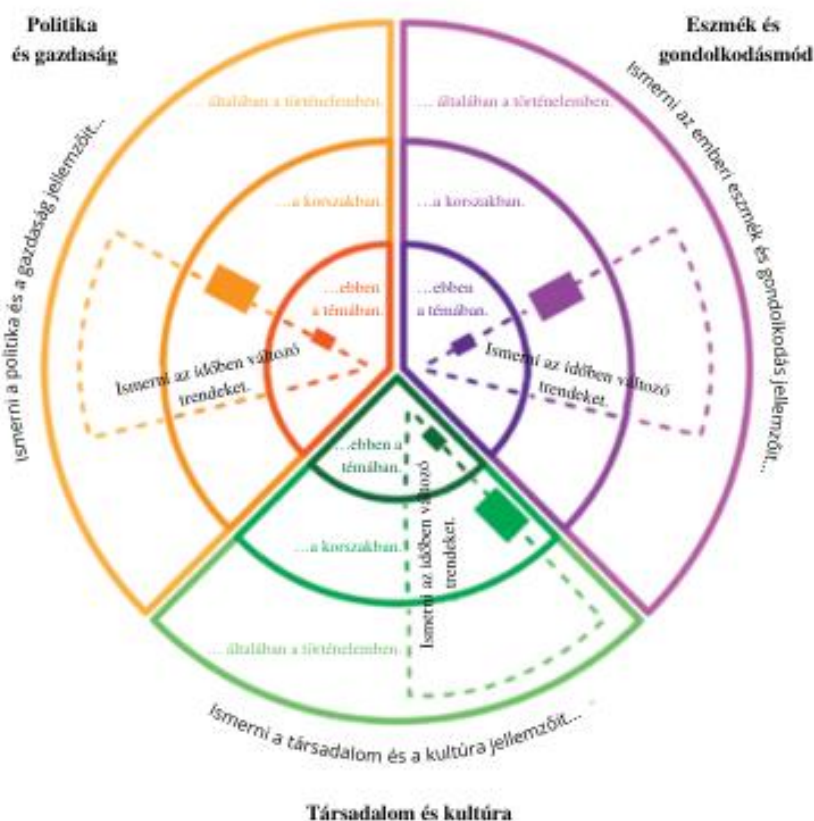 Politika
és gazdaság
Eszmék és
gondolkodásmód
Ismerni a politika és a gazdaság jellemzőit...
Ismerni az emberi eszmék és gondolkodás jellemzőit...
... általában a történelemben.
... általában a történelemben.
...a korszakban.
...a korszakban.
...ebben
a témában.
...ebben
a témában.
Ismerni az időben változó
trendeket.
Ismerni az időben változó
trendeket.
...ebben a
témában.
Ismerni az időben változó
trendeket.
...a korszakban.
... általában a történelemben.
Ismerni a társadalom és a kultúra jellemzőit...
Társadalom és kultúra